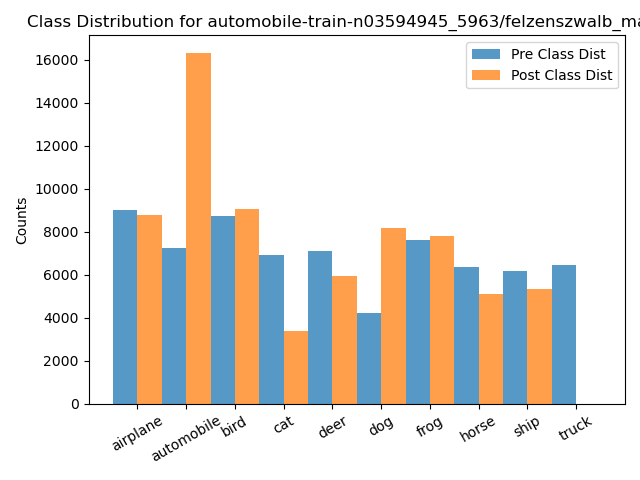 Class Distribution for automobile-train-n03594945_5963/felzenszwalb_ma
Pre Class Dist
Post Class Dist
Counts
16000
14000
12000
10000
8000
6000
4000
2000
0
airplane
automobile
bird
cat
deer
dog
frog
horse
ship
truck